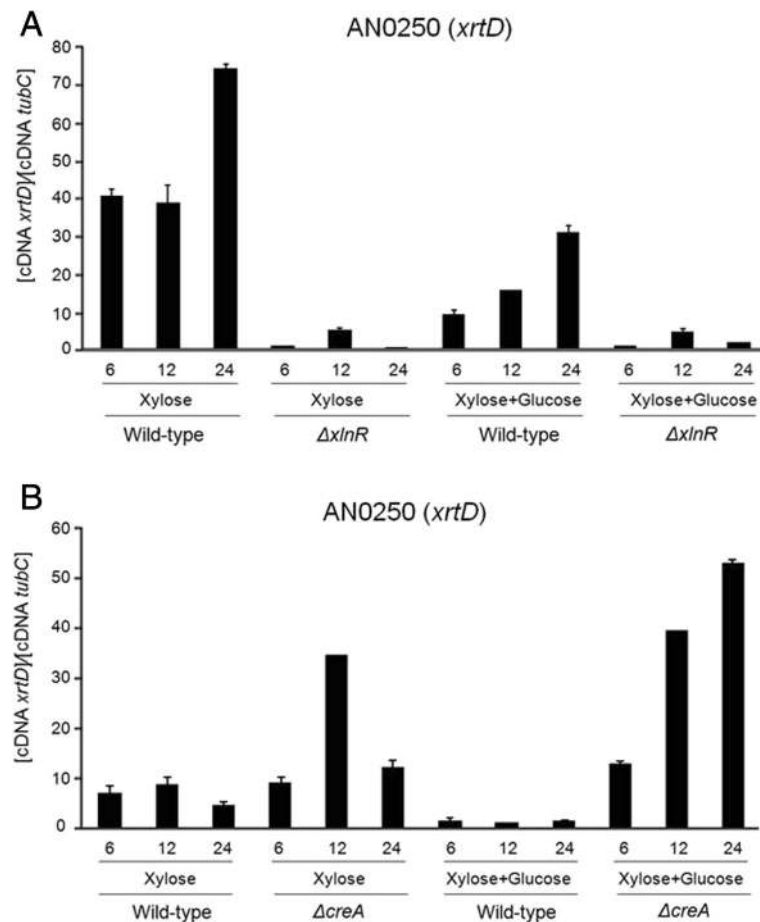 A
AN0250 (xrtD)
[cDNA xrtD]/[cDNA tubC]
80
70
60
50
40
30
20
10
0
6 12 24 6 12 24 6 12 24 6 12 24
Xylose Xylose Xylose+Glucose Xylose+Glucose
Wild-type ΔxlnR Wild-type ΔxlnR
B
AN0250 (xrtD)
[cDNA xrtD]/[cDNA tubC]
60
50
40
30
20
10
0
6 12 24 6 12 24 6 12 24 6 12 24
Xylose Xylose Xylose+Glucose Xylose+Glucose
Wild-type ΔcreA Wild-type ΔcreA